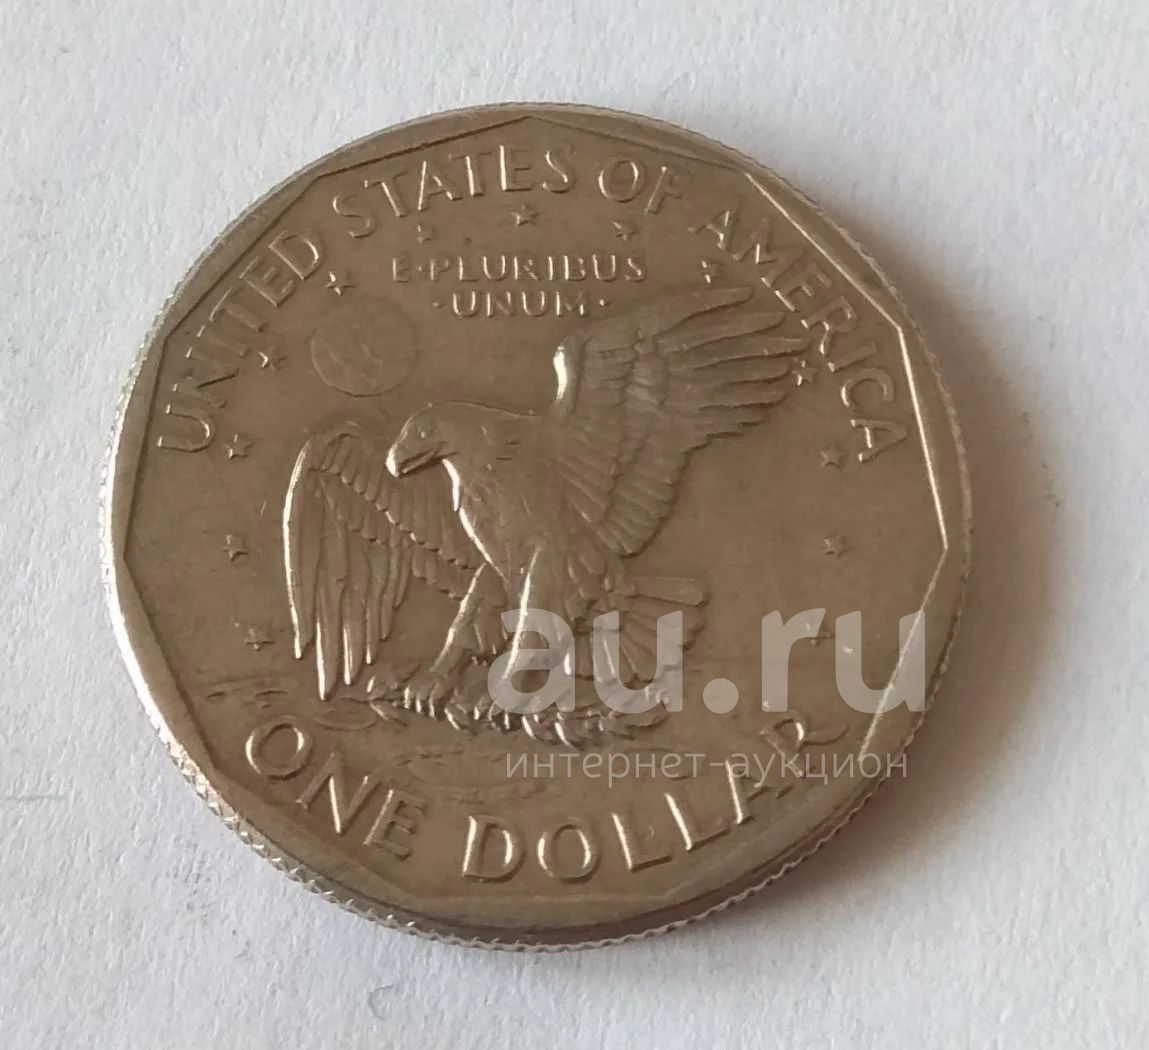 UNITED STATES OF AMERICA
E·PLURIBUS
·UNUM·
au.ru
интернет-аукцион
ONE DOLLAR